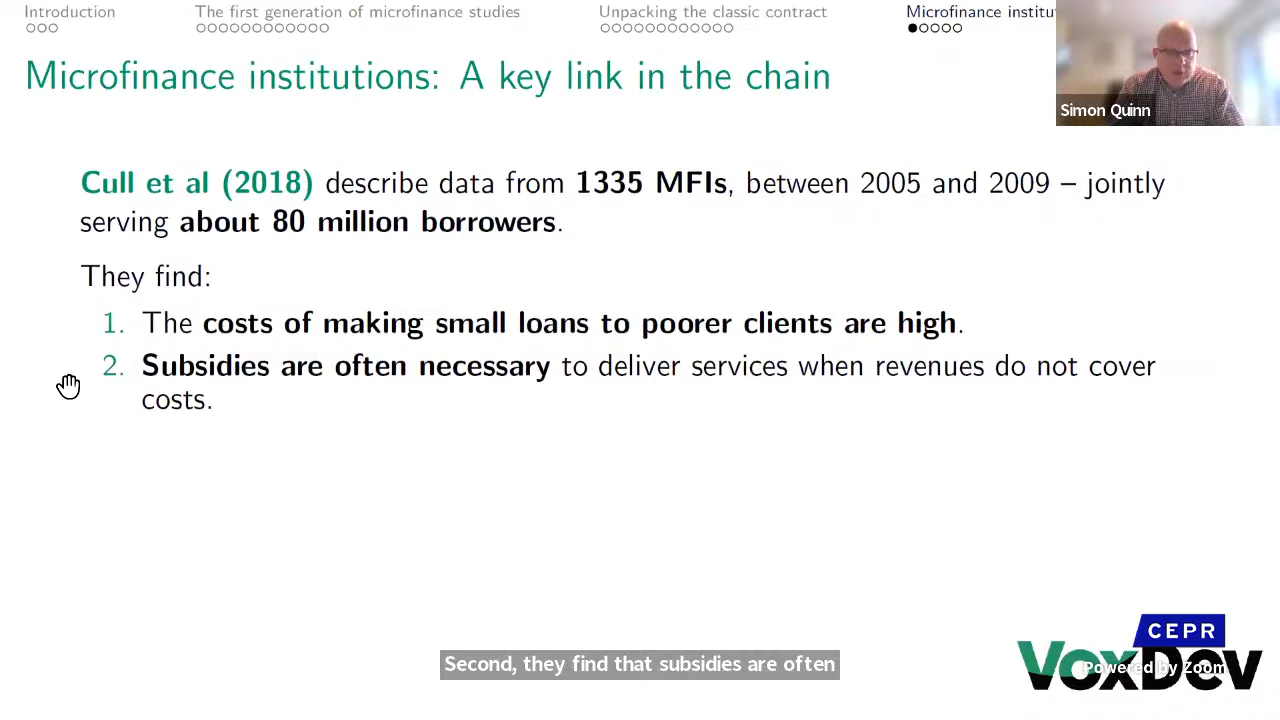 Introduction
The first generation of microfinance studies
Unpacking the classic contract
Microfinance institu
Microfinance institutions: A key link in the chain
Simon Quinn
Cull et al (2018) describe data from 1335 MFIs, between 2005 and 2009 – jointly
serving about 80 million borrowers.
They find:
1. The costs of making small loans to poorer clients are high.
2. Subsidies are often necessary to deliver services when revenues do not cover
costs.
Second, they find that subsidies are often
CEPR
VoxDev
Powered by Zoom